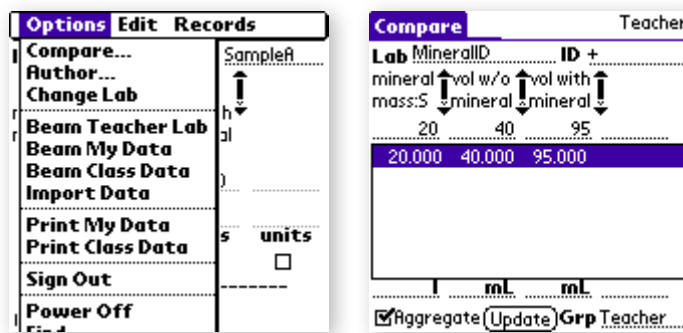 Options Edit Records
Compare...
Author...
Change Lab
Beam Teacher Lab
Beam My Data
Beam Class Data
Import Data
Print My Data
Print Class Data
Sign Out
Power Off
Find
SampleA
units
Compare Teacher
Lab MineralID ID +
mineral vol w/o vol with
mass:S mineral mineral
20 40 95
20.000 40.000 95.000
mL mL
Aggregate Update Grp Teacher